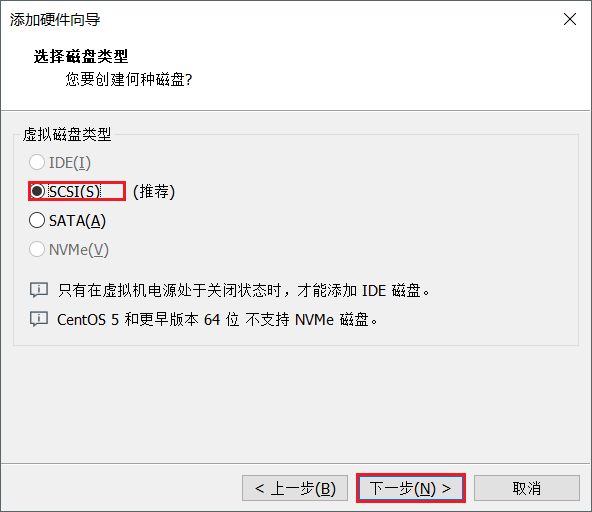 添加硬件向导
选择磁盘类型
您要创建何种磁盘?
虚拟磁盘类型
IDE(I)
SCSI(S) (推荐)
SATA(A)
NVMe(V)
只有在虚拟机电源处于关闭状态时，才能添加 IDE 磁盘。
CentOS 5 和更早版本 64 位 不支持 NVMe 磁盘。
< 上一步(B) 下一步(N) > 取消